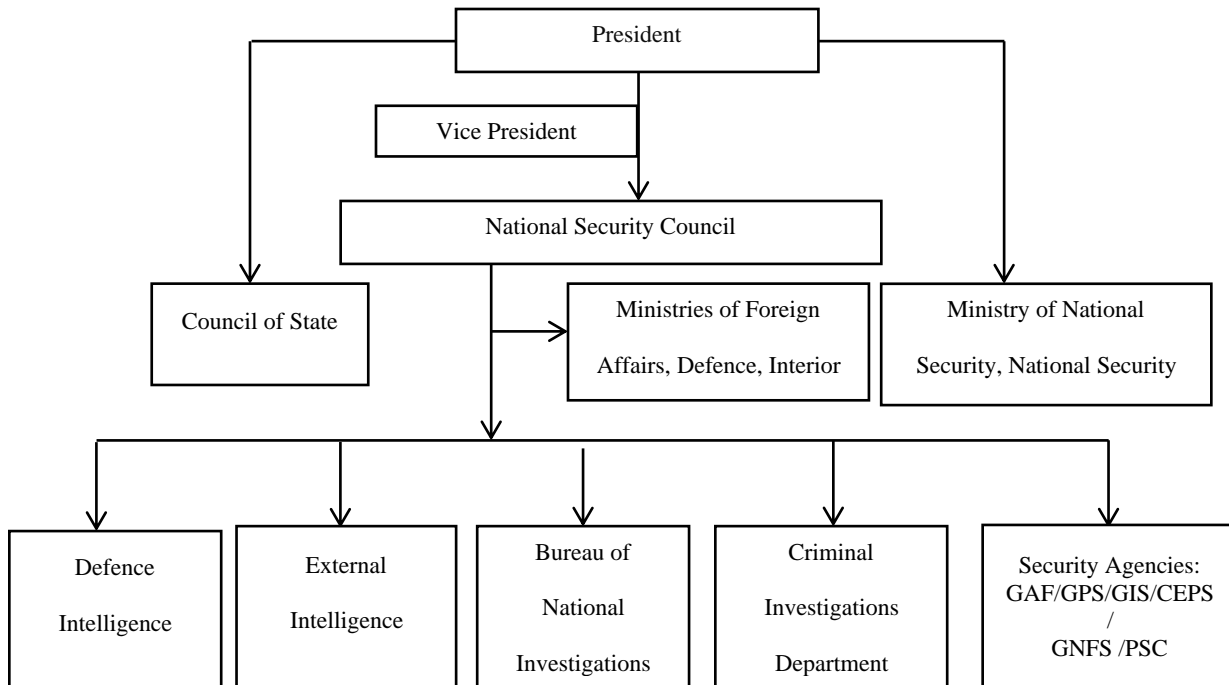 President
Vice President
National Security Council
Council of State
Ministries of Foreign
Affairs, Defence, Interior
Ministry of National
Security, National Security
Defence
Intelligence
External
Intelligence
Bureau of
National
Investigations
Criminal
Investigations
Department
Security Agencies:
GAF/GPS/GIS/CEPS
/
GNFS /PSC